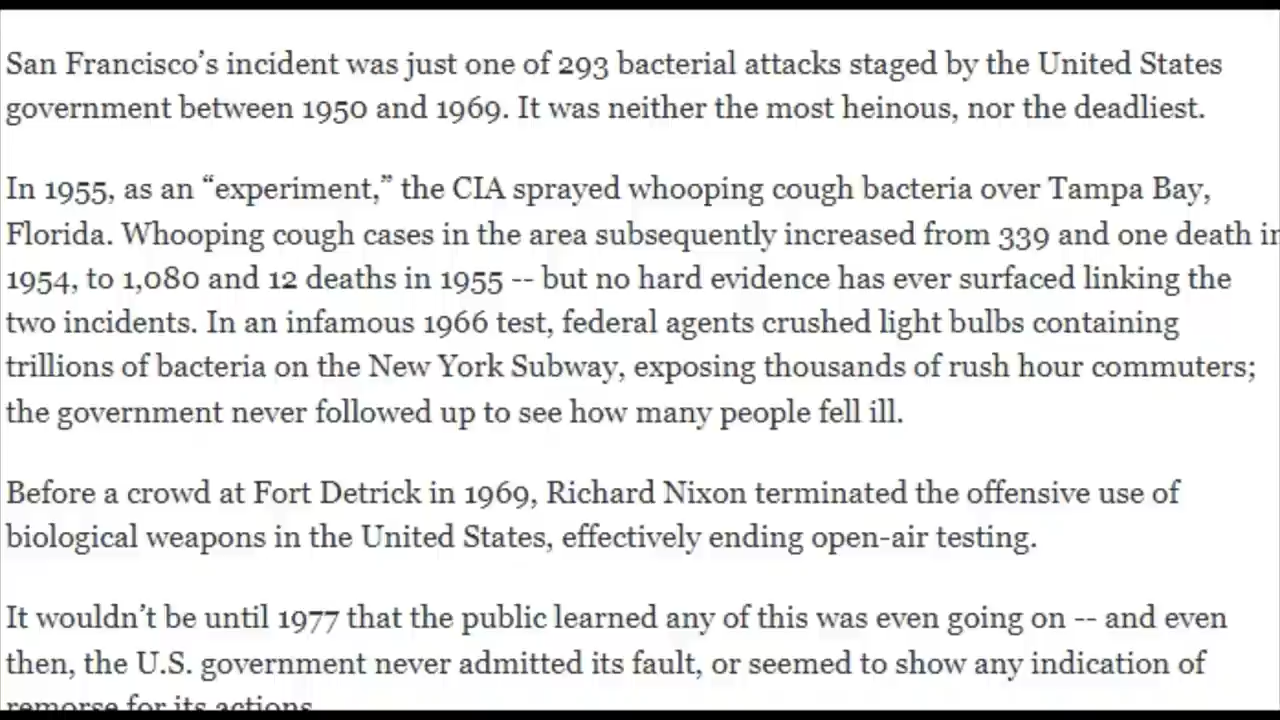 San Francisco’s incident was just one of 293 bacterial attacks staged by the United States
government between 1950 and 1969. It was neither the most heinous, nor the deadliest.
In 1955, as an “experiment,” the CIA sprayed whooping cough bacteria over Tampa Bay,
Florida. Whooping cough cases in the area subsequently increased from 339 and one death in
1954, to 1,080 and 12 deaths in 1955 -- but no hard evidence has ever surfaced linking the
two incidents. In an infamous 1966 test, federal agents crushed light bulbs containing
trillions of bacteria on the New York Subway, exposing thousands of rush hour commuters;
the government never followed up to see how many people fell ill.
Before a crowd at Fort Detrick in 1969, Richard Nixon terminated the offensive use of
biological weapons in the United States, effectively ending open-air testing.
It wouldn’t be until 1977 that the public learned any of this was even going on -- and even
then, the U.S. government never admitted its fault, or seemed to show any indication of
remorse for its actions.